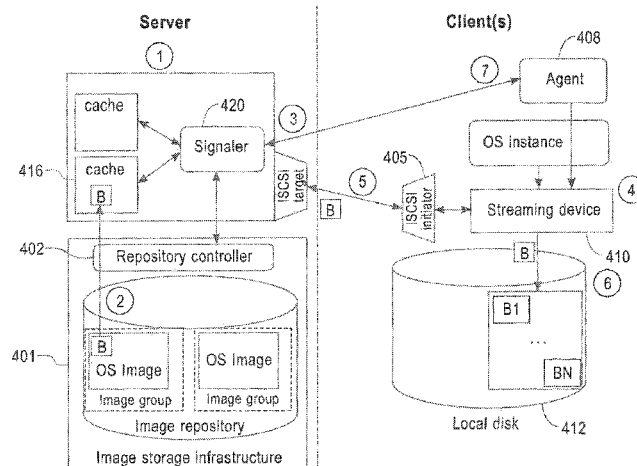 Server
Client(s)
1
408
7
Agent
cache
420
3
Signaler
OS instance
416
cache
B
ISCSI target
B
5
405
ISCSI initiator
4
Streaming device
410
402
Repository controller
B
6
2
B
OS Image
OS Image
Image group
Image group
401
Image repository
Image storage infrastructure
B1
...
BN
Local disk
412